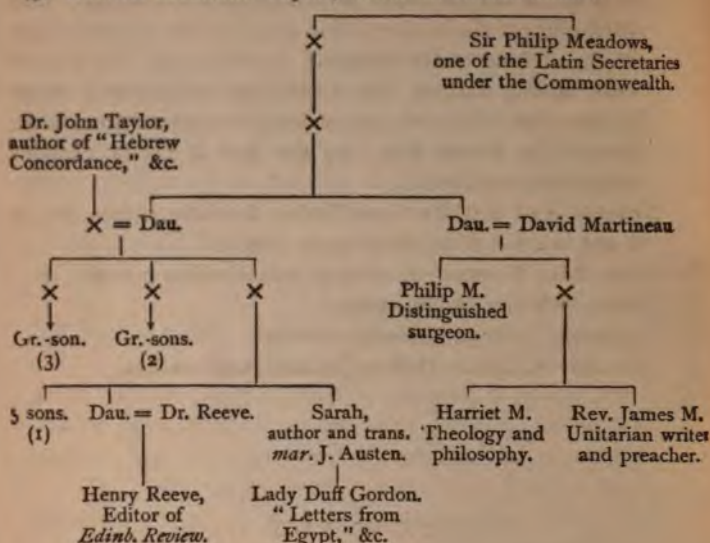 Sir Philip Meadows,
one of the Latin Secretaries
under the Commonwealth.
Dr. John Taylor,
author of "Hebrew
Concordance," &c.
× = Dau.
Dau. = David Martineau
Philip M.
Distinguished
surgeon.
Gr.-son.
(3)
Gr.-sons.
(2)
5 sons.
(1)
Dau. = Dr. Reeve.
Sarah,
author and trans.
mar. J. Austen.
Harriet M.
Theology and
philosophy.
Rev. James M.
Unitarian writer
and preacher.
Henry Reeve,
Editor of
Edinb. Review.
Lady Duff Gordon.
"Letters from
Egypt," &c.